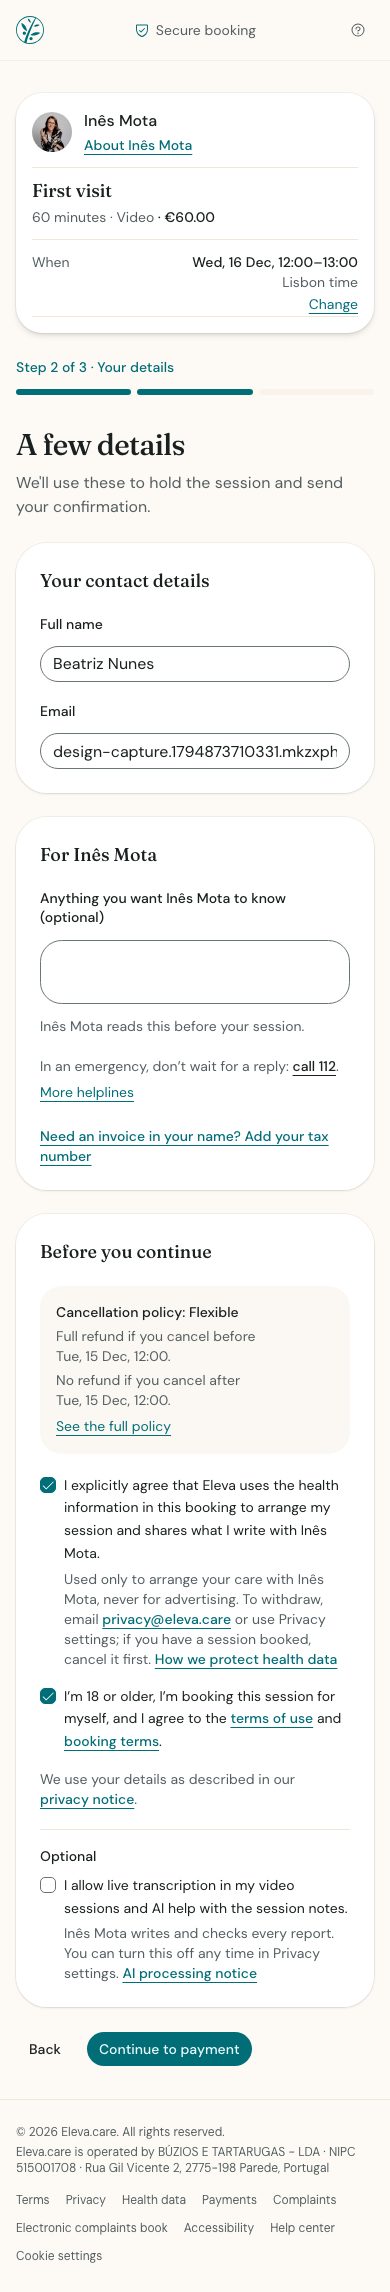 Secure booking
Inês Mota
About Inês Mota
First visit
60 minutes · Video · €60.00
When
Wed, 16 Dec, 12:00–13:00
Lisbon time
Change
Step 2 of 3 · Your details
A few details
We'll use these to hold the session and send
your confirmation.
Your contact details
Full name
Beatriz Nunes
Email
design-capture.1794873710331.mkzxph
For Inês Mota
Anything you want Inês Mota to know
(optional)
Inês Mota reads this before your session.
In an emergency, don’t wait for a reply: call 112.
More helplines
Need an invoice in your name? Add your tax
number
Before you continue
Cancellation policy: Flexible
Full refund if you cancel before
Tue, 15 Dec, 12:00.
No refund if you cancel after
Tue, 15 Dec, 12:00.
See the full policy
I explicitly agree that Eleva uses the health
information in this booking to arrange my
session and shares what I write with Inês
Mota.
Used only to arrange your care with Inês
Mota, never for advertising. To withdraw,
email privacy@eleva.care or use Privacy
settings; if you have a session booked,
cancel it first. How we protect health data
I’m 18 or older, I’m booking this session for
myself, and I agree to the terms of use and
booking terms.
We use your details as described in our
privacy notice.
Optional
I allow live transcription in my video
sessions and AI help with the session notes.
Inês Mota writes and checks every report.
You can turn this off any time in Privacy
settings. AI processing notice
Back
Continue to payment
© 2026 Eleva.care. All rights reserved.
Eleva.care is operated by BÚZIOS E TARTARUGAS - LDA · NIPC
515001708 · Rua Gil Vicente 2, 2775-198 Parede, Portugal
Terms Privacy Health data Payments Complaints
Electronic complaints book Accessibility Help center
Cookie settings